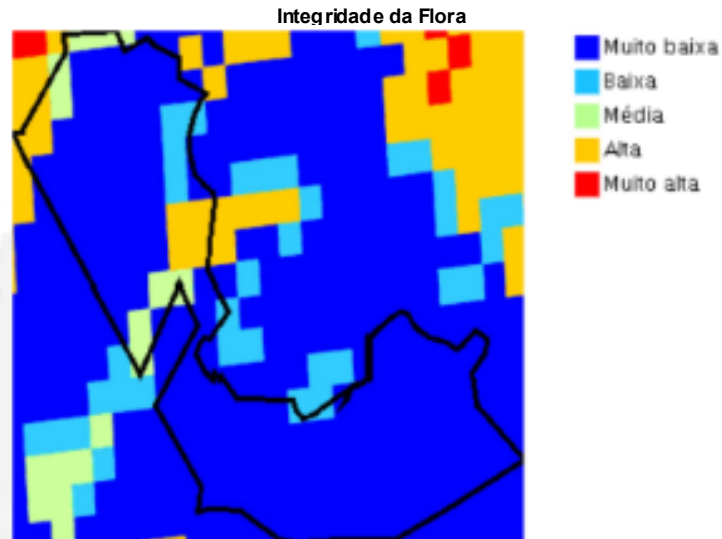 Integridade da Flora
Muito baixa
Baixa
Média
Alta
Muito alta